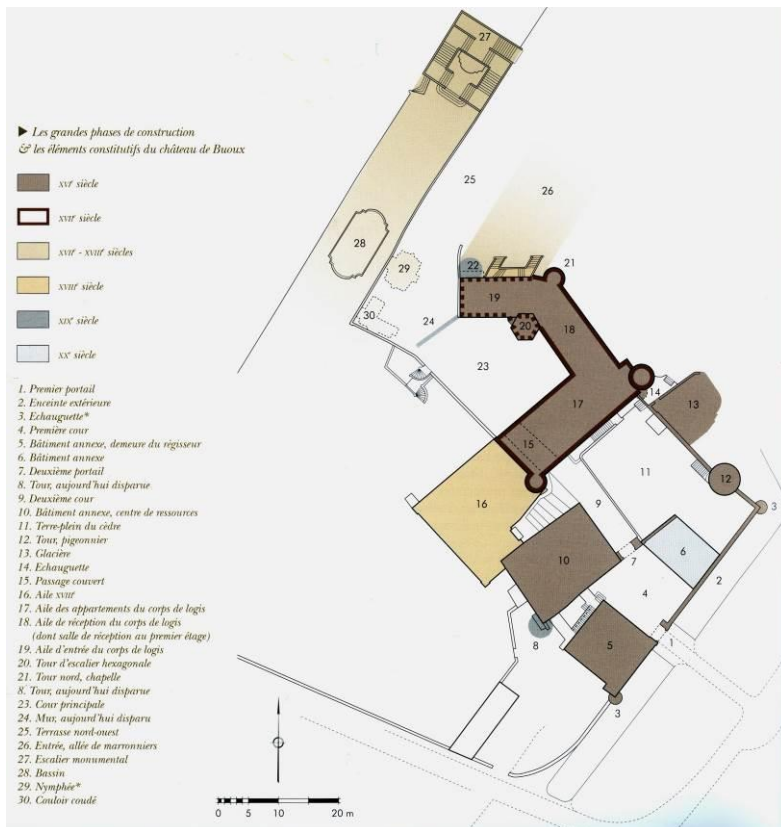 ▶ Les grandes phases de construction
& les éléments constitutifs du château de Buoux
XVIᵉ siècle
XVIIᵉ siècle
XVIIᵉ - XVIIIᵉ siècles
XVIIIᵉ siècle
XIXᵉ siècle
XXᵉ siècle
1. Premier portail
2. Enceinte extérieure
3. Echauguette*
4. Première cour
5. Bâtiment annexe, demeure du régisseur
6. Bâtiment annexe
7. Deuxième portail
8. Tour, aujourd'hui disparue
9. Deuxième cour
10. Bâtiment annexe, centre de ressources
11. Terre-plein du cèdre
12. Tour, pigeonnier
13. Glacière
14. Echauguette
15. Passage couvert
16. Aile XVIIIᵉ
17. Aile des appartements du corps de logis
18. Aile de réception du corps de logis
(dont salle de réception au premier étage)
19. Aile d'entrée du corps de logis
20. Tour d'escalier hexagonale
21. Tour nord, chapelle
8. Tour, aujourd'hui disparue
23. Cour principale
24. Mur, aujourd'hui disparu
25. Terrasse nord-ouest
26. Entrée, allée de marronniers
27. Escalier monumental
28. Bassin
29. Nymphée*
30. Couloir coudé
27
25
26
28
29
22
21
19
30
24
20
18
23
14
17
13
15
11
12
16
9
3
10
7
6
2
4
8
5
1
3
0 5 10 20 m